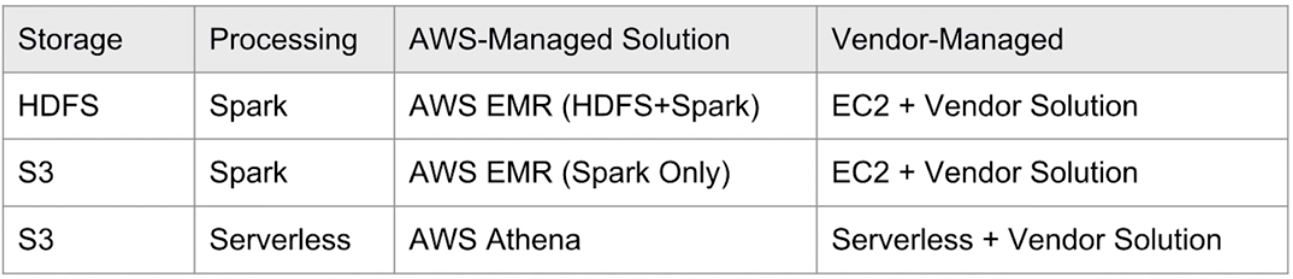 Storage Processing AWS-Managed Solution Vendor-Managed
HDFS Spark AWS EMR (HDFS+Spark) EC2 + Vendor Solution
S3 Spark AWS EMR (Spark Only) EC2 + Vendor Solution
S3 Serverless AWS Athena Serverless + Vendor Solution